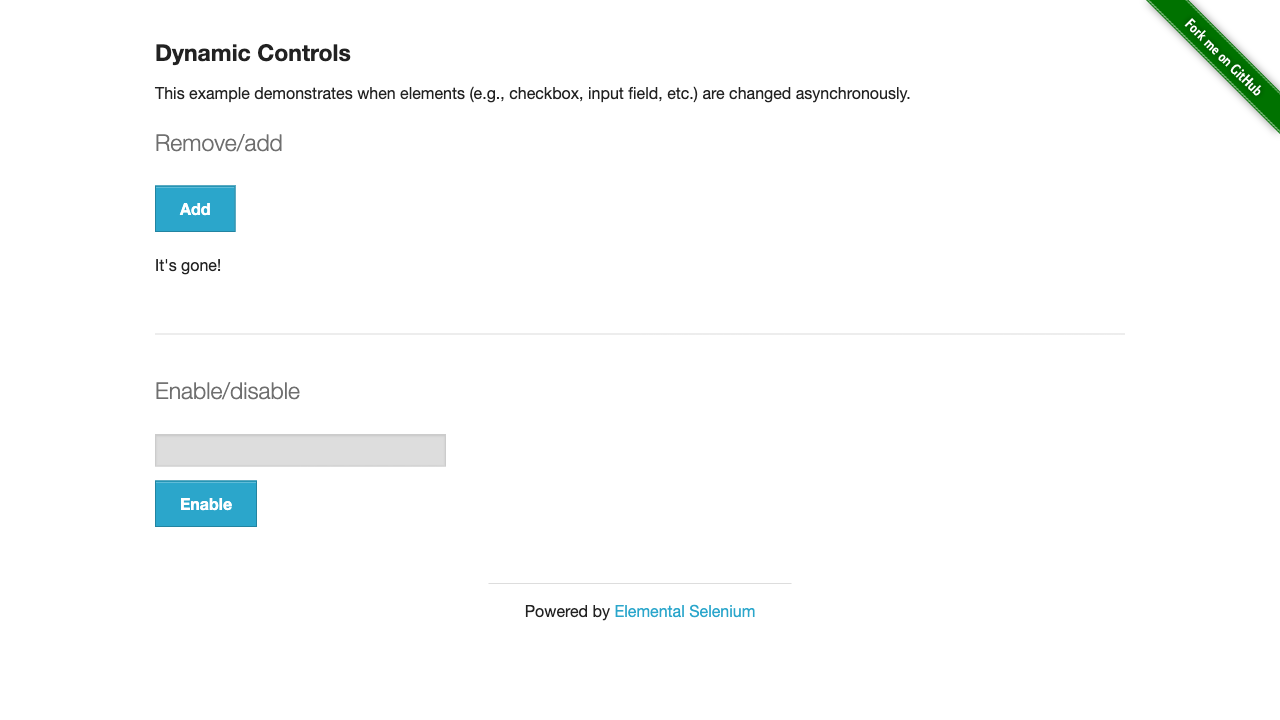 Fork me on GitHub
Dynamic Controls
This example demonstrates when elements (e.g., checkbox, input field, etc.) are changed asynchronously.
Remove/add
Add
It's gone!
Enable/disable
Enable
Powered by Elemental Selenium